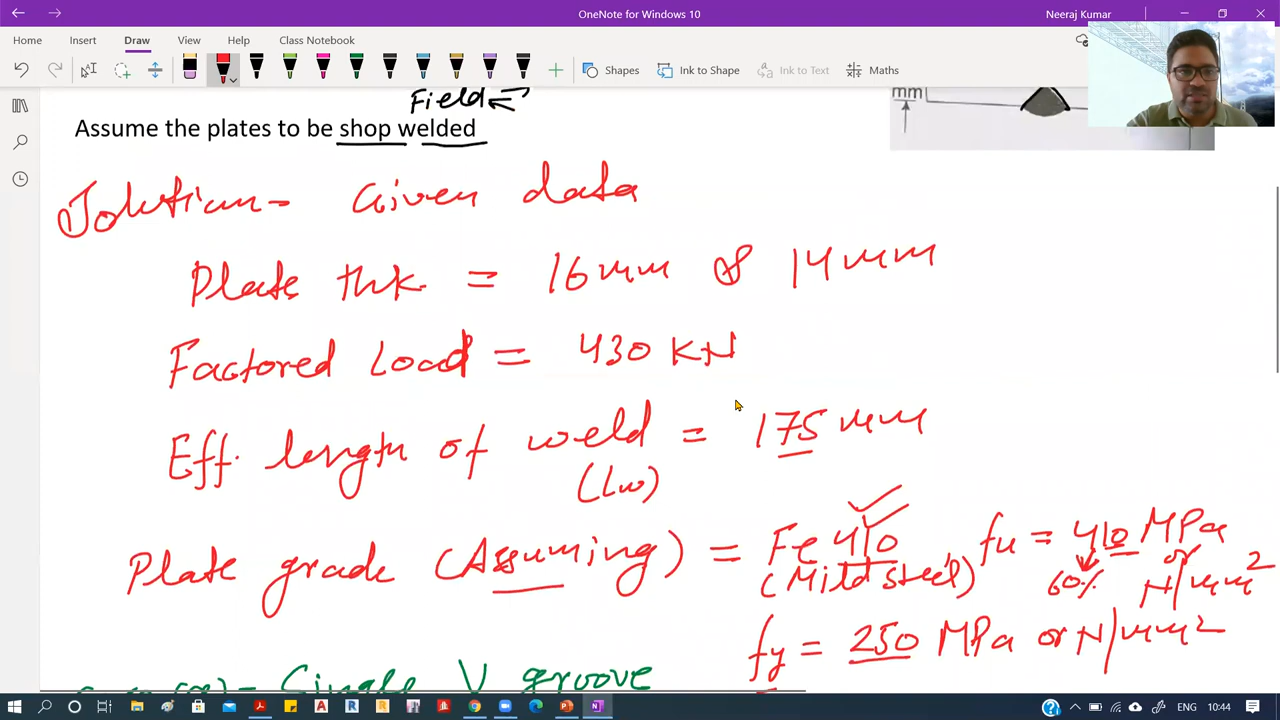 OneNote for Windows 10
Neeraj Kumar
Home Insert Draw View Help Class Notebook
Shapes Ink to Shape Ink to Text Maths
Field
mm
Assume the plates to be shop welded
Solution- Given data
Plate thk = 16mm & 14mm
Factored Load = 430 KN
Eff. length of weld = 175 mm
(Lw)
Plate grade (Assuming) = Fe 410 fu = 410 MPa
(Mild steel) 60% or N/mm2
fy = 250 MPa or N/mm2
Single V groove
ENG 10:44